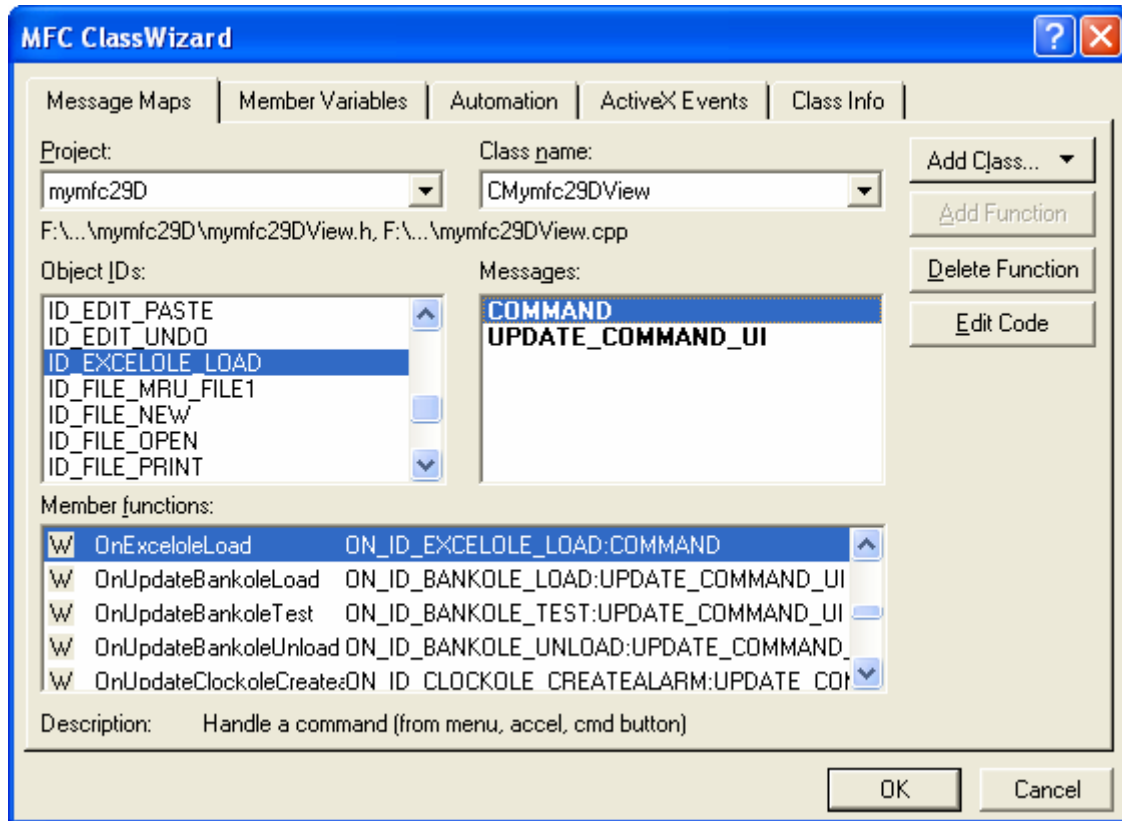 MFC ClassWizard
Message Maps
Member Variables
Automation
ActiveX Events
Class Info
Project:
mymfc29D
Class name:
CMymfc29DView
Add Class...
Add Function
F:\...\mymfc29D\mymfc29DView.h, F:\...\mymfc29DView.cpp
Delete Function
Edit Code
Object IDs:
ID_EDIT_PASTE
ID_EDIT_UNDO
ID_EXCELOLE_LOAD
ID_FILE_MRU_FILE1
ID_FILE_NEW
ID_FILE_OPEN
ID_FILE_PRINT
Messages:
COMMAND
UPDATE_COMMAND_UI
Member functions:
W OnExceloleLoad ON_ID_EXCELOLE_LOAD:COMMAND
W OnUpdateBankoleLoad ON_ID_BANKOLE_LOAD:UPDATE_COMMAND_UI
W OnUpdateBankoleTest ON_ID_BANKOLE_TEST:UPDATE_COMMAND_UI
W OnUpdateBankoleUnload ON_ID_BANKOLE_UNLOAD:UPDATE_COMMAND_
W OnUpdateClockoleCreatea ON_ID_CLOCKOLE_CREATEALARM:UPDATE_CO
Description: Handle a command (from menu, accel, cmd button)
OK
Cancel